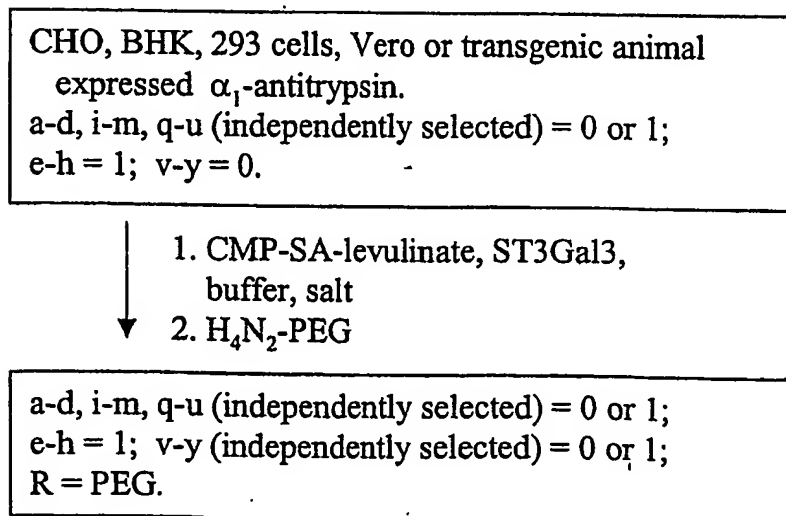 CHO, BHK, 293 cells, Vero or transgenic animal
expressed α₁-antitrypsin.
a-d, i-m, q-u (independently selected) = 0 or 1;
e-h = 1; v-y = 0.
1. CMP-SA-levulinate, ST3Gal3,
buffer, salt
2. H₄N₂-PEG
a-d, i-m, q-u (independently selected) = 0 or 1;
e-h = 1; v-y (independently selected) = 0 or 1;
R = PEG.